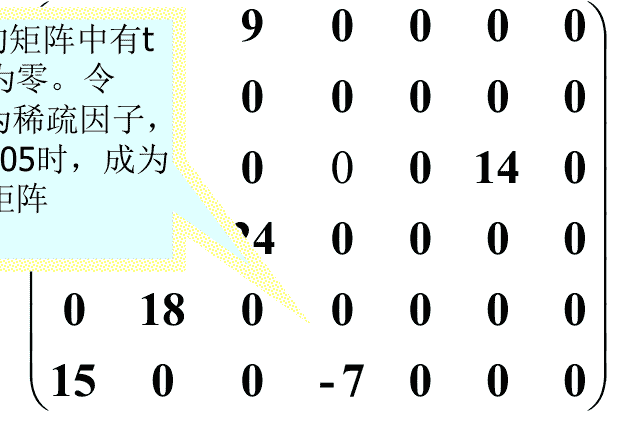 的矩阵中有t
为零。令
为稀疏因子，
05时，成为
矩阵
9 0 0 0 0
0 0 0 0 0
0 0 0 14 0
24 0 0 0 0
0 18 0 0 0 0 0
15 0 0 -7 0 0 0